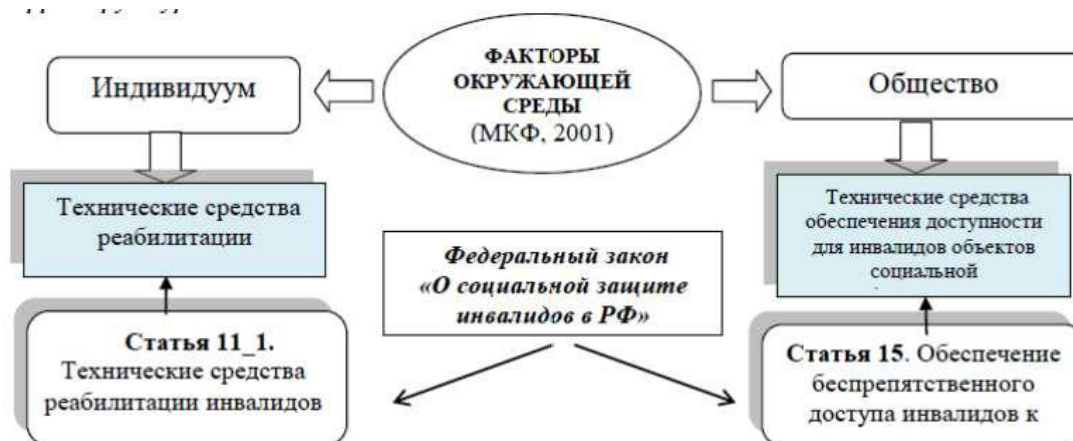 ФАКТОРЫ
ОКРУЖАЮЩЕЙ
СРЕДЫ
(МКФ, 2001)
Индивидуум
Общество
Технические средства
реабилитации
Технические средства
обеспечения доступности
для инвалидов объектов
социальной
Федеральный закон
«О социальной защите
инвалидов в РФ»
Статья 11_1.
Технические средства
реабилитации инвалидов
Статья 15. Обеспечение
беспрепятственного
доступа инвалидов к